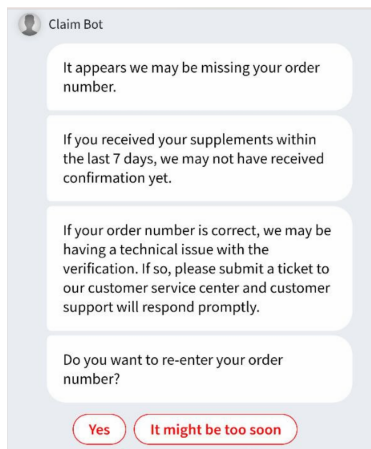 Claim Bot
It appears we may be missing your order
number.
If you received your supplements within
the last 7 days, we may not have received
confirmation yet.
If your order number is correct, we may be
having a technical issue with the
verification. If so, please submit a ticket to
our customer service center and customer
support will respond promptly.
Do you want to re-enter your order
number?
Yes It might be too soon